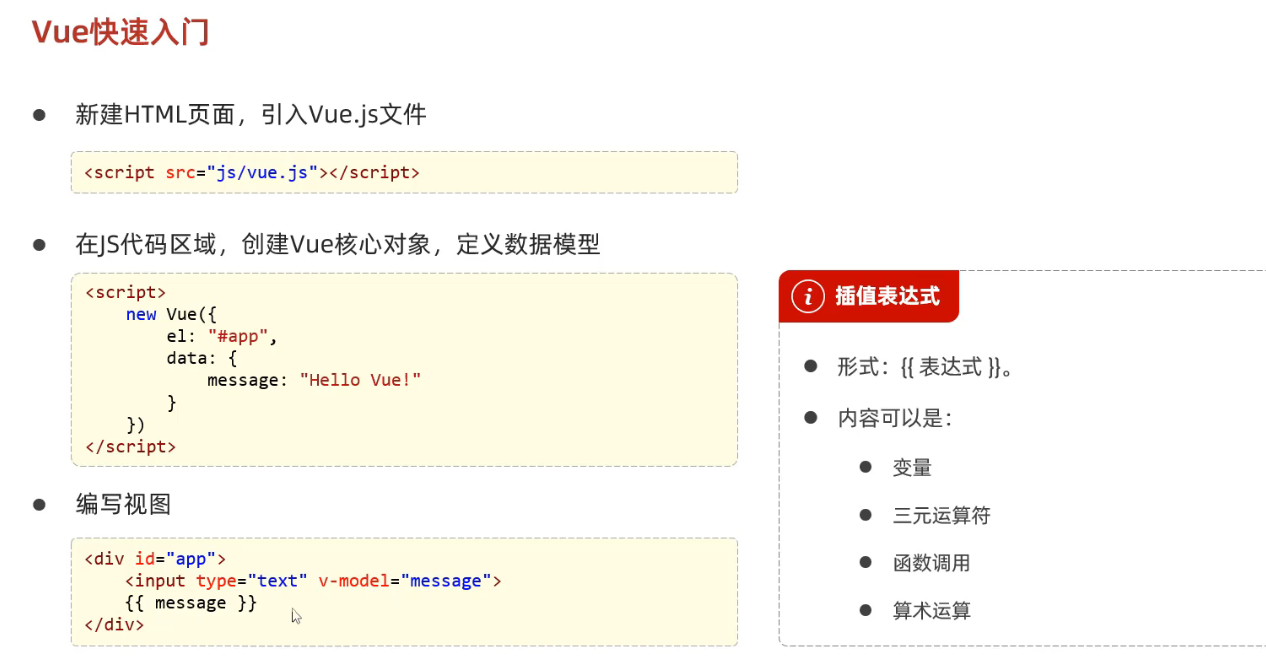 Vue快速入门
新建HTML页面，引入Vue.js文件
<script src="js/vue.js"></script>
在JS代码区域，创建Vue核心对象，定义数据模型
<script>
    new Vue({
        el: "#app",
        data: {
            message: "Hello Vue!"
        }
    })
</script>
编写视图
<div id="app">
    <input type="text" v-model="message">
    {{ message }}
</div>
i 插值表达式
形式：{{ 表达式 }}。
内容可以是：
变量
三元运算符
函数调用
算术运算